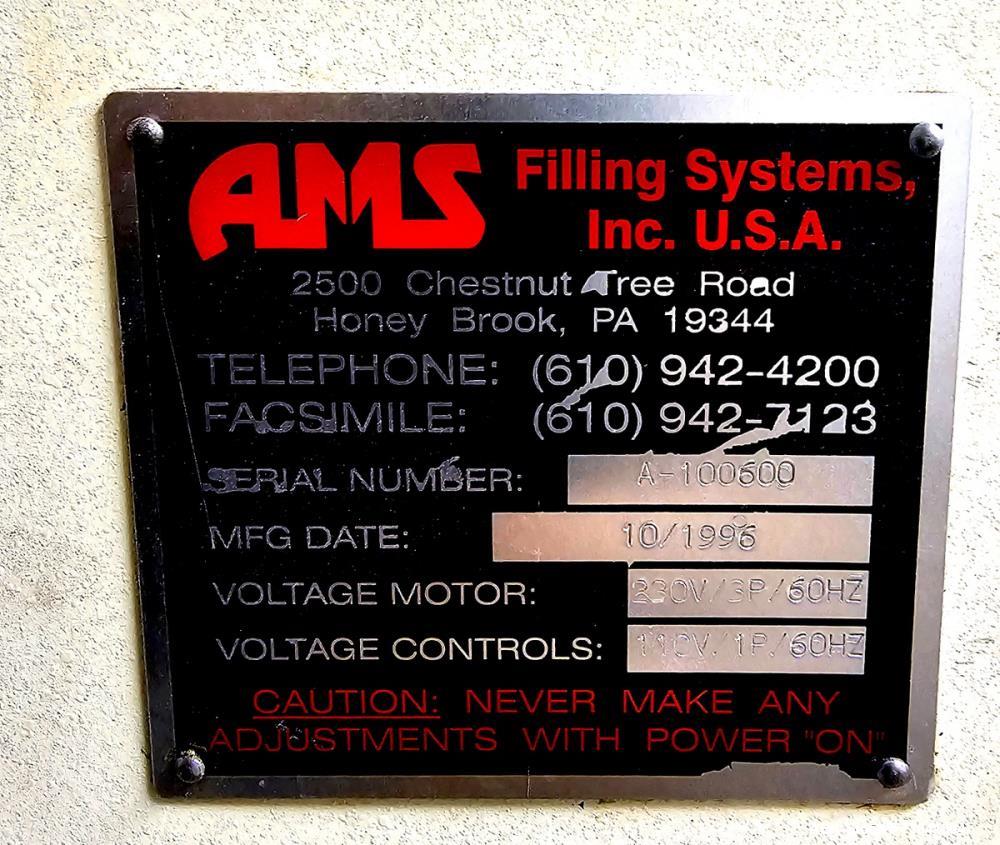 AMS Filling Systems,
Inc. U.S.A.
2500 Chestnut Tree Road
Honey Brook, PA 19344
TELEPHONE: (610) 942-4200
FACSIMILE: (610) 942-7123
SERIAL NUMBER: A-100600
MFG DATE: 10/1996
VOLTAGE MOTOR: 230V/3P/60HZ
VOLTAGE CONTROLS: 110V/1P/60HZ
CAUTION: NEVER MAKE ANY
ADJUSTMENTS WITH POWER "ON"